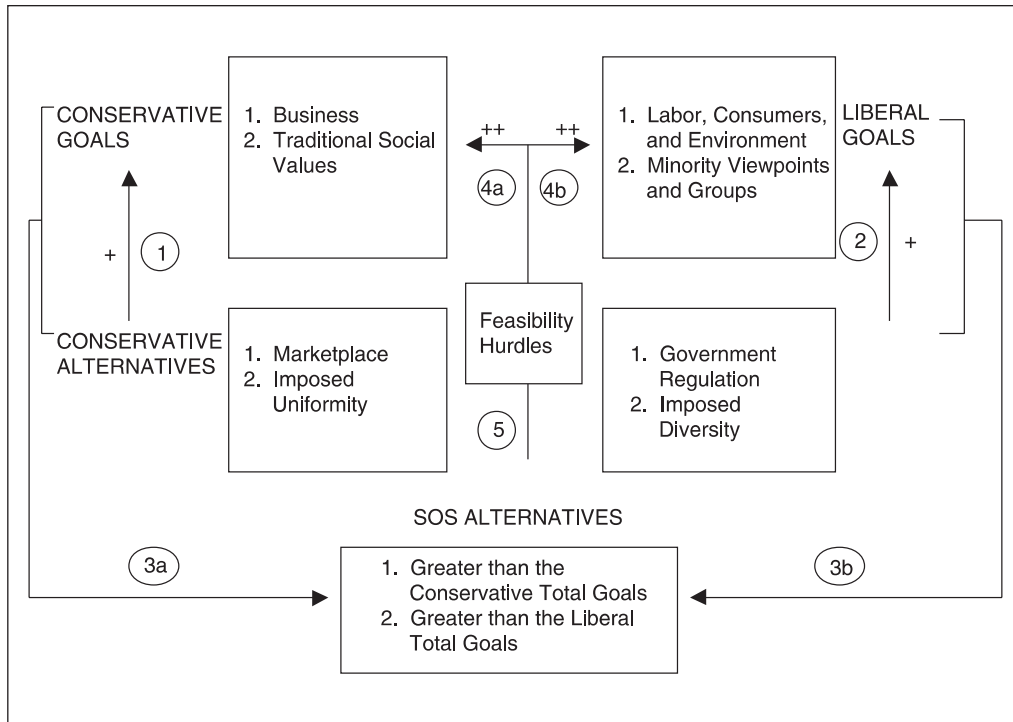 CONSERVATIVE
GOALS
1. Business
2. Traditional Social
Values
++
++
4a
4b
1. Labor, Consumers,
and Environment
2. Minority Viewpoints
and Groups
LIBERAL
GOALS
+
1
2
+
CONSERVATIVE
ALTERNATIVES
1. Marketplace
2. Imposed
Uniformity
Feasibility
Hurdles
5
1. Government
Regulation
2. Imposed
Diversity
SOS ALTERNATIVES
3a
1. Greater than the
Conservative Total Goals
2. Greater than the Liberal
Total Goals
3b